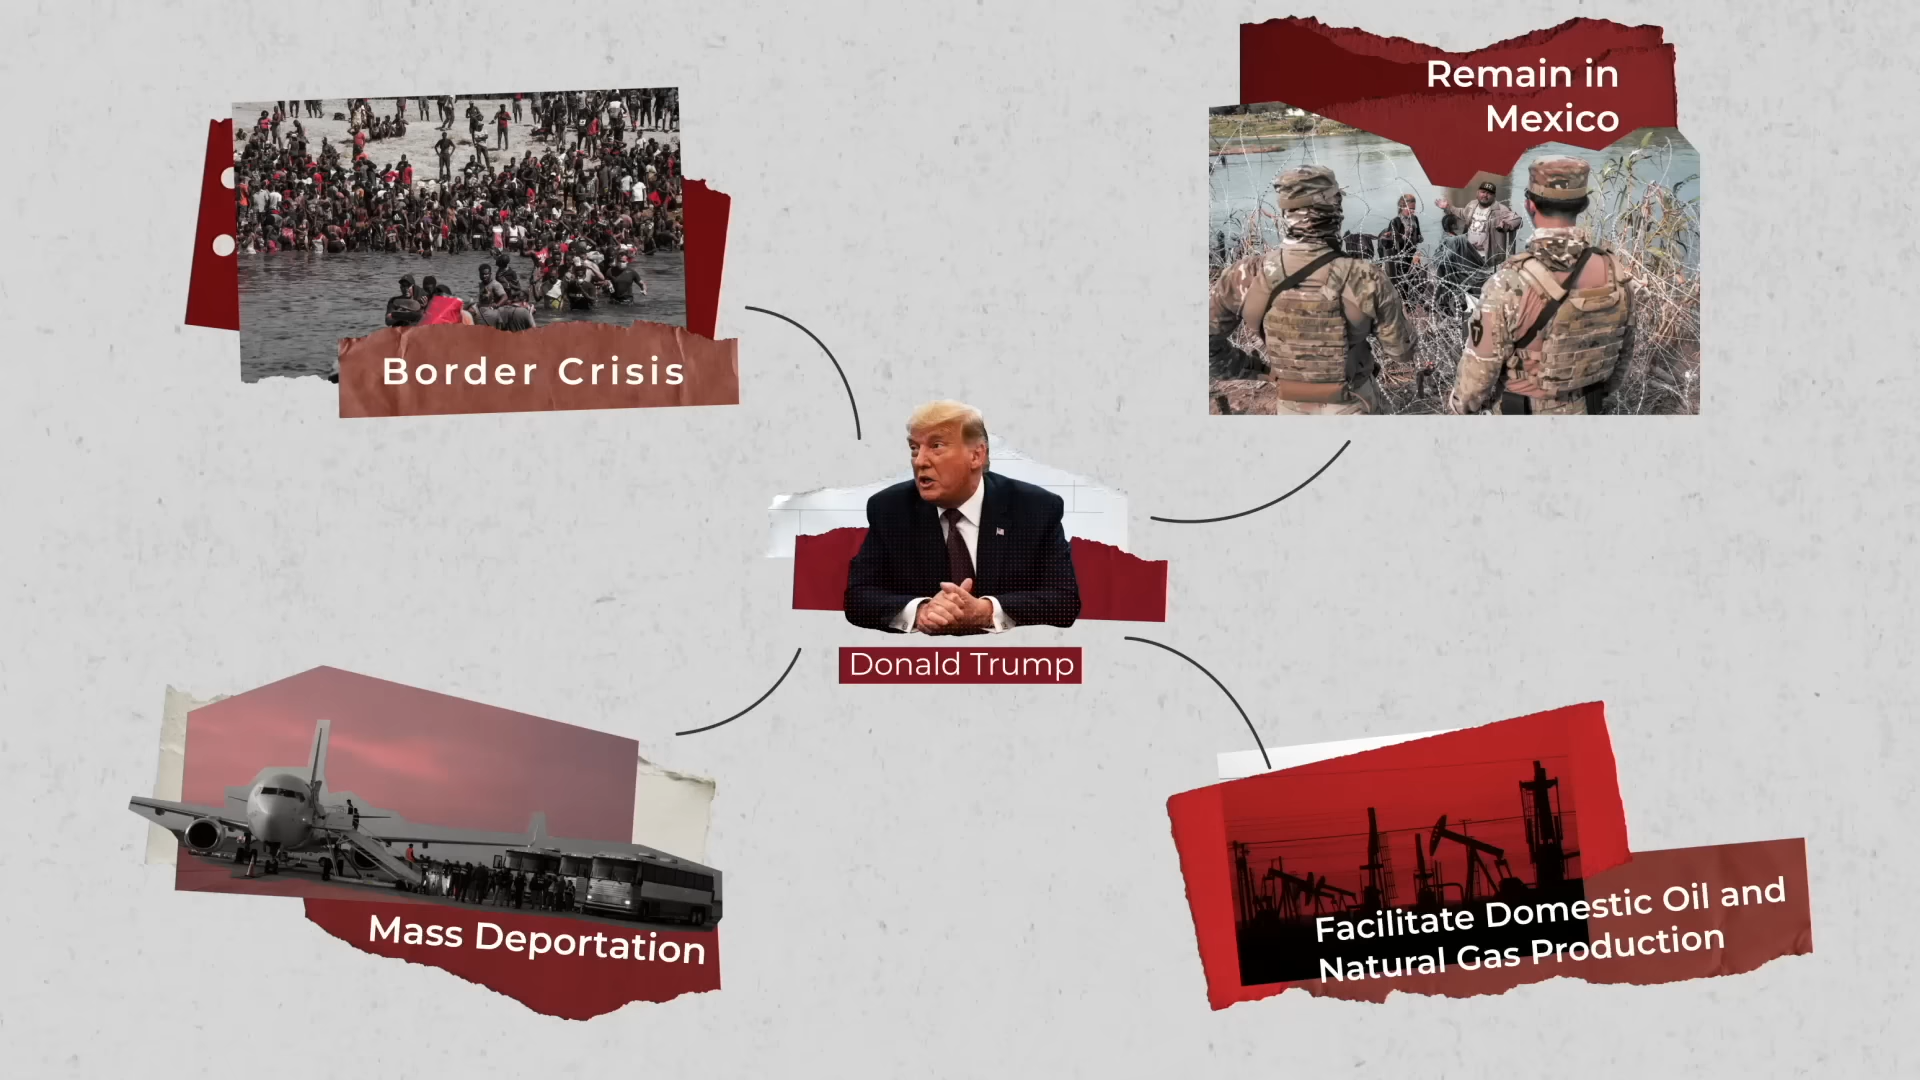 Border Crisis
Remain in
Mexico
Donald Trump
Mass Deportation
Facilitate Domestic Oil and
Natural Gas Production